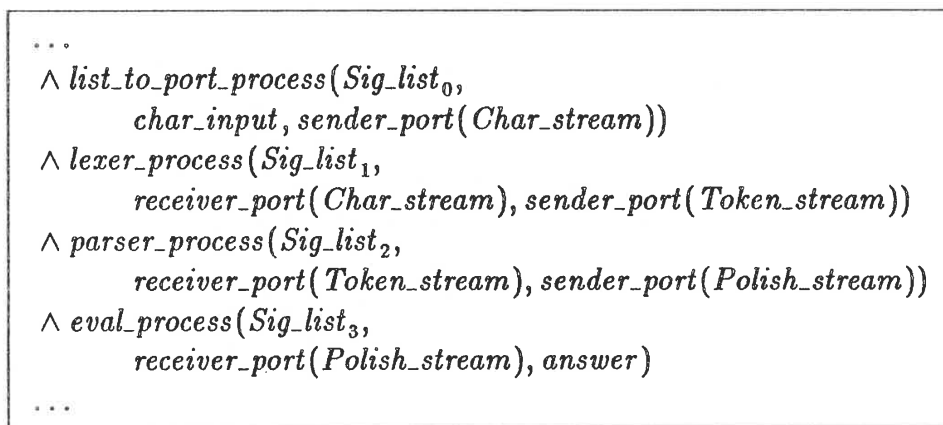 ...
∧ list_to_port_process(Sig_list₀,
char_input, sender_port(Char_stream))
∧ lexer_process(Sig_list₁,
receiver_port(Char_stream), sender_port(Token_stream))
∧ parser_process(Sig_list₂,
receiver_port(Token_stream), sender_port(Polish_stream))
∧ eval_process(Sig_list₃,
receiver_port(Polish_stream), answer)
...